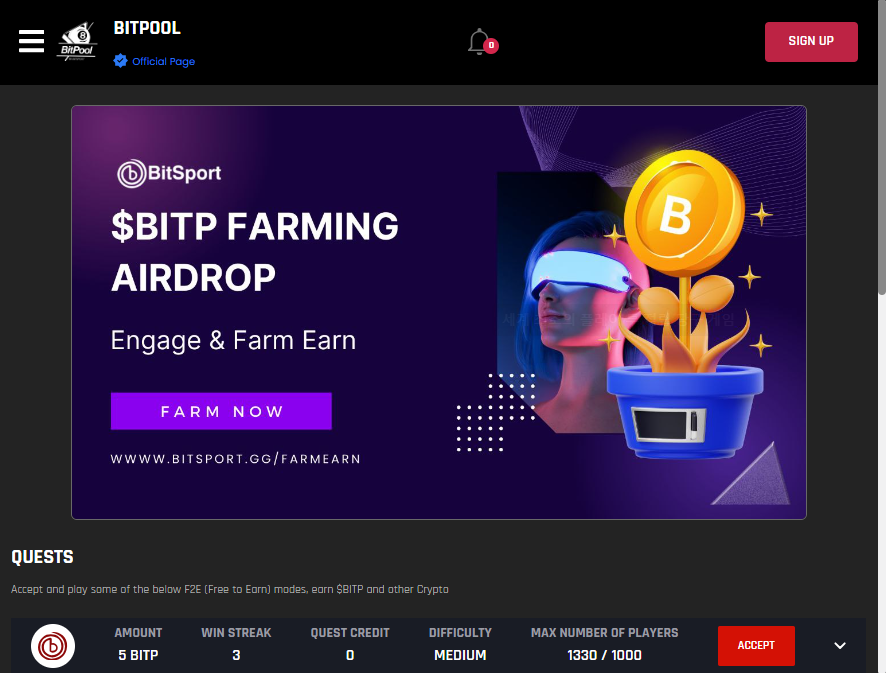 BITPOOL
BitPool
Official Page
0
SIGN UP
BitSport
$BITP FARMING
AIRDROP
Engage & Farm Earn
FARM NOW
WWWW.BITSPORT.GG/FARMEARN
B
QUESTS
Accept and play some of the below F2E (Free to Earn) modes, earn $BITP and other Crypto
AMOUNT WIN STREAK QUEST CREDIT DIFFICULTY MAX NUMBER OF PLAYERS
5 BITP 3 0 MEDIUM 1330 / 1000
ACCEPT